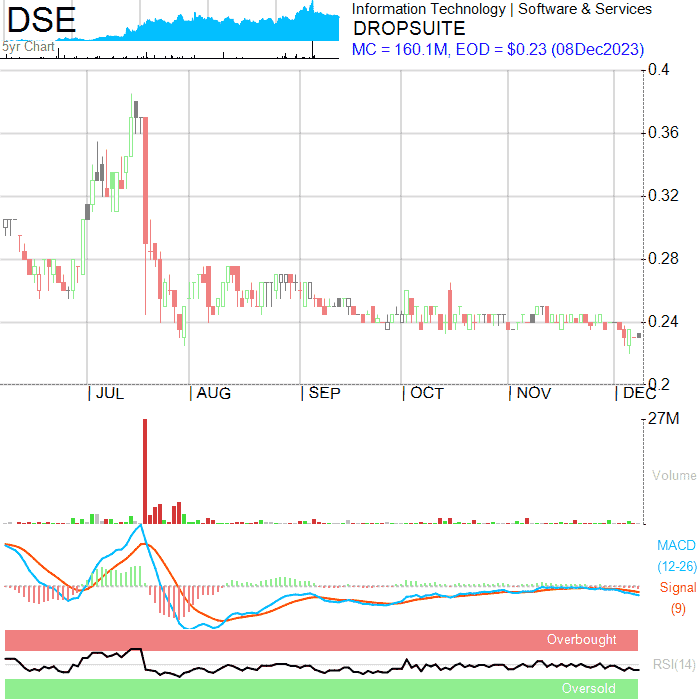 DSE
5yr Chart
Information Technology | Software & Services
DROPSUITE
MC = 160.1M, EOD = $0.23 (08Dec2023)
0.4
0.36
0.32
0.28
0.24
0.2
| JUL | AUG | SEP | OCT | NOV | DEC
27M
Volume
MACD
(12-26)
Signal
(9)
Overbought
RSI(14)
Oversold